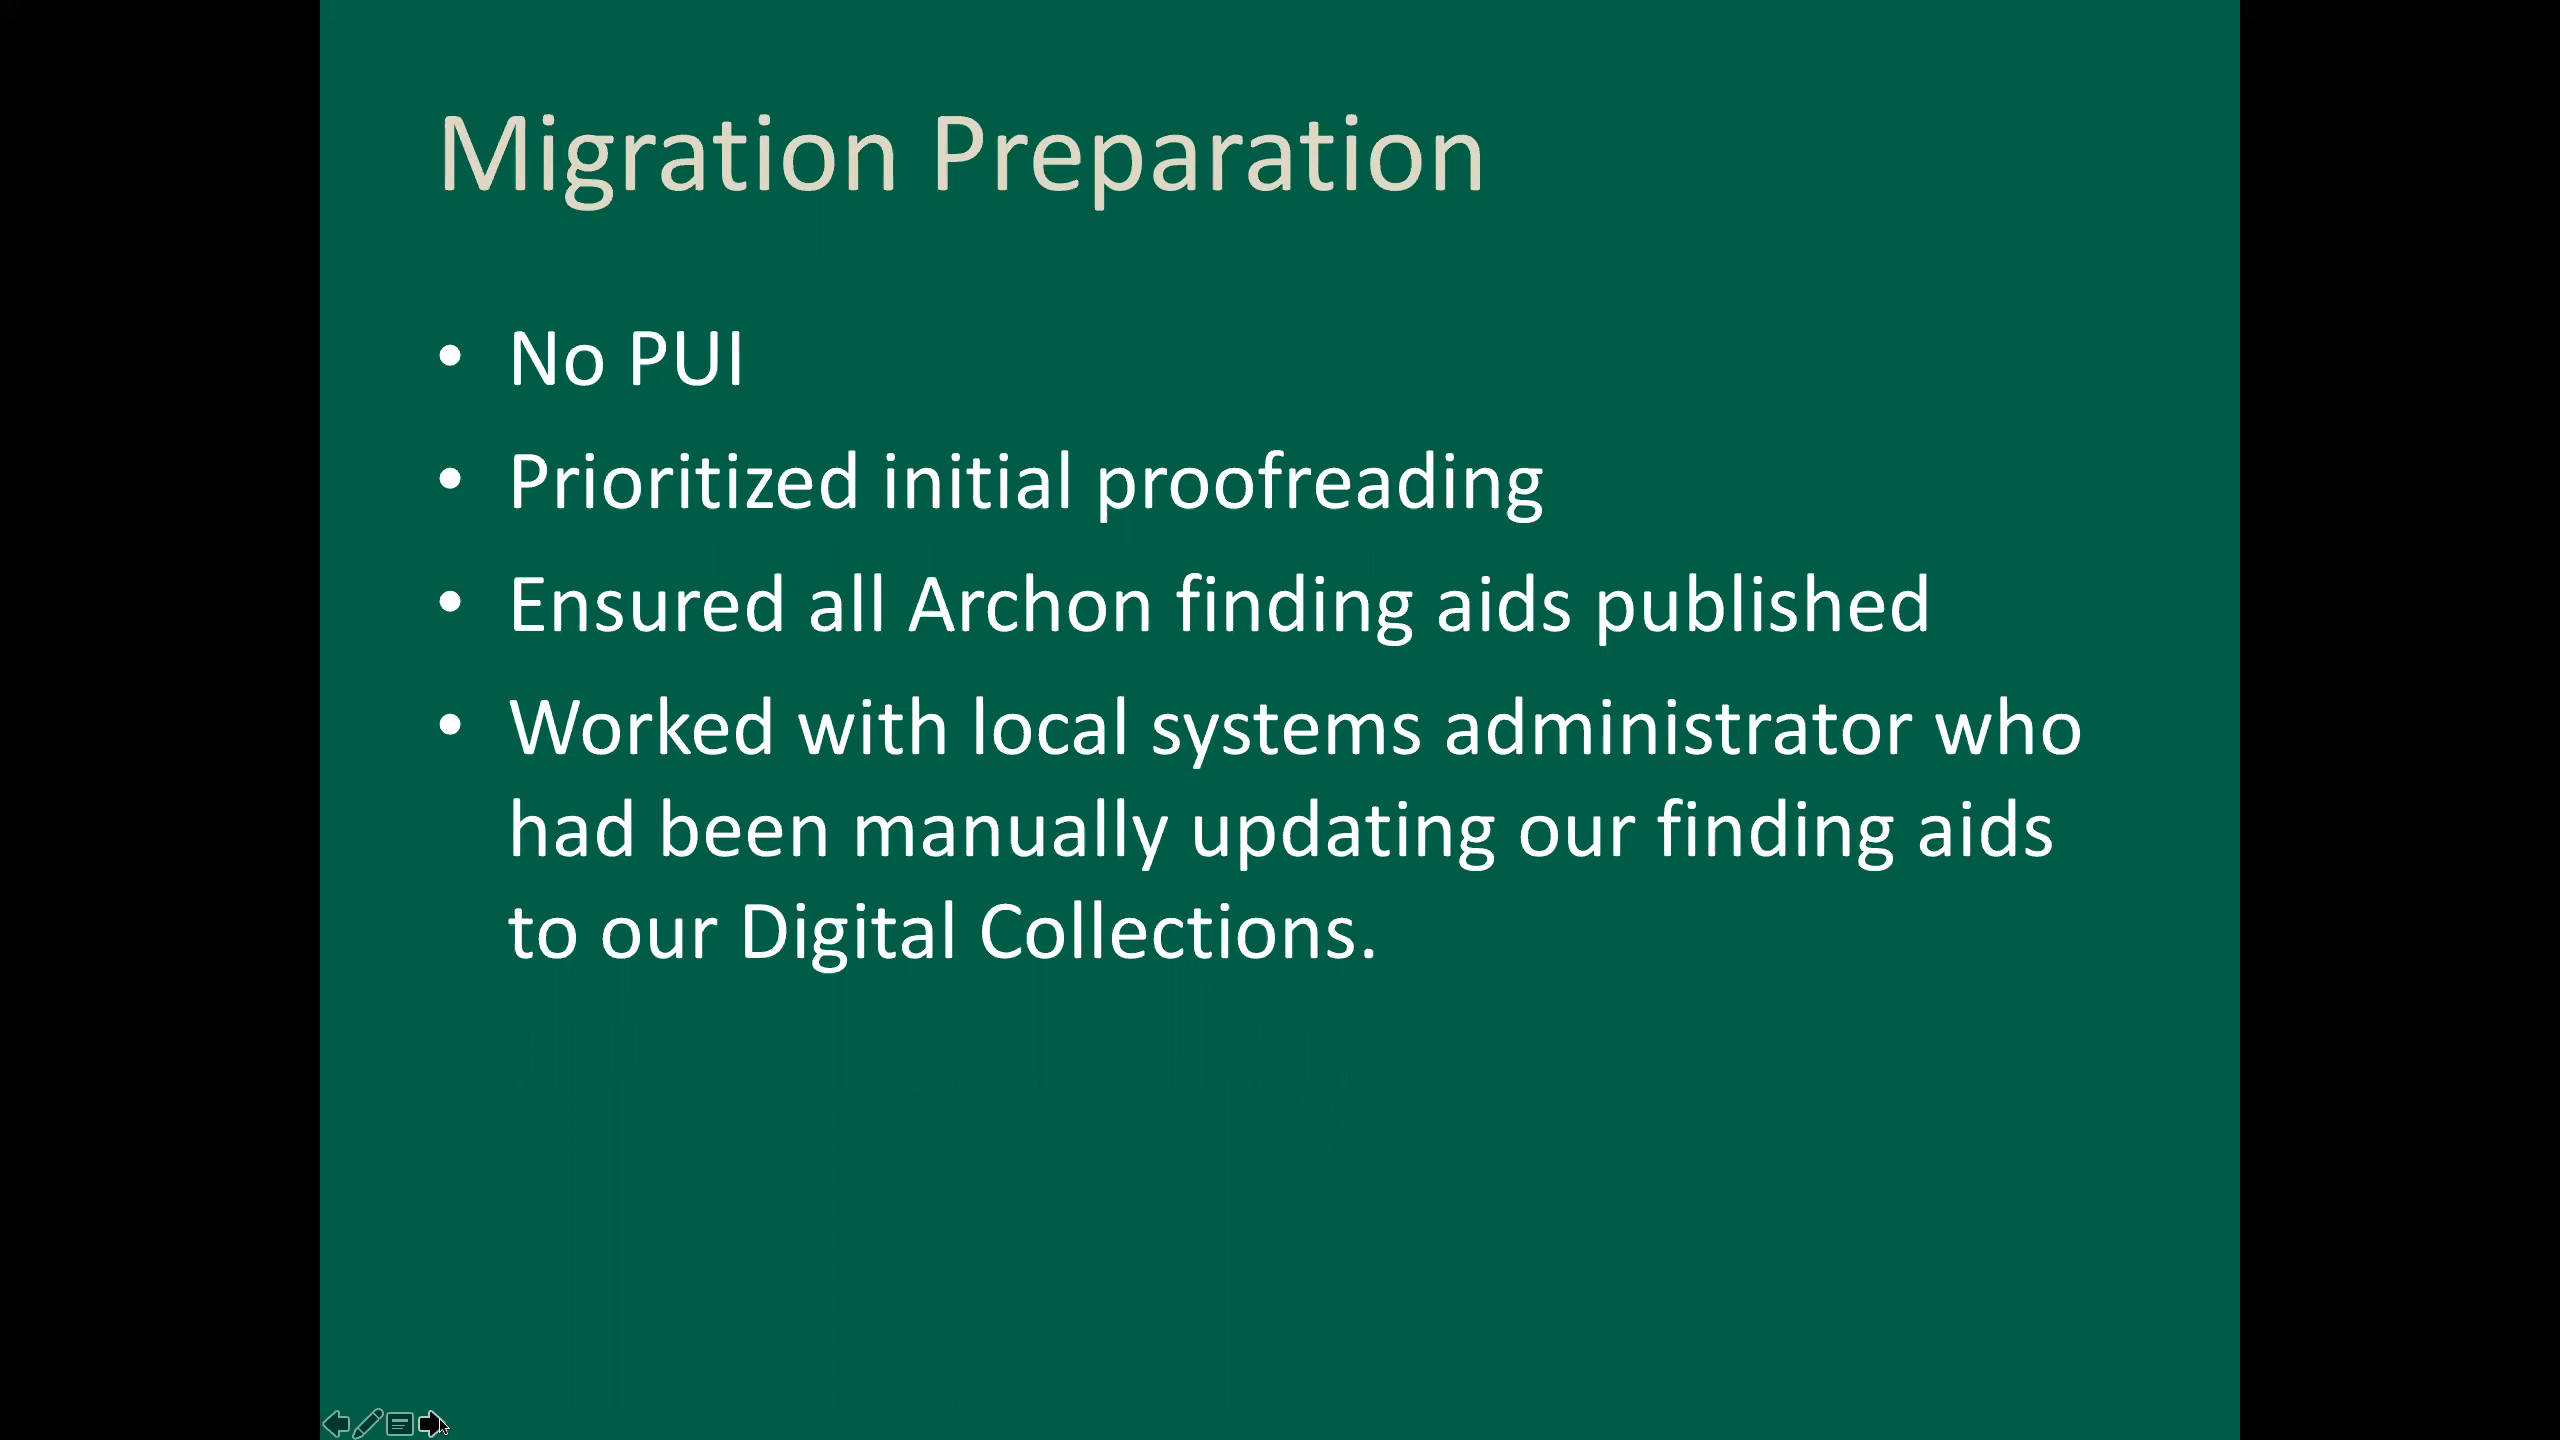 Migration Preparation
• No PUI
• Prioritized initial proofreading
• Ensured all Archon finding aids published
• Worked with local systems administrator who
had been manually updating our finding aids
to our Digital Collections.